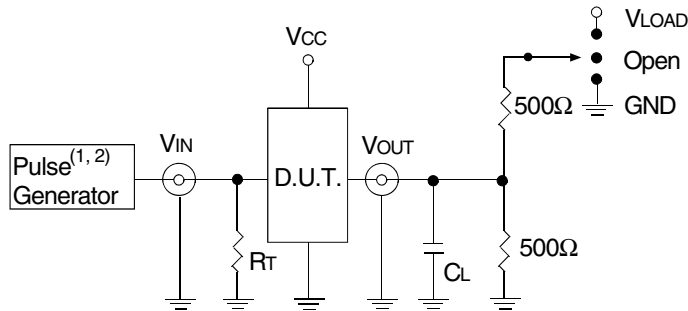 VLOAD
VCC
Open
500Ω
GND
VIN
VOUT
Pulse(1, 2)
Generator
D.U.T.
RT
CL
500Ω